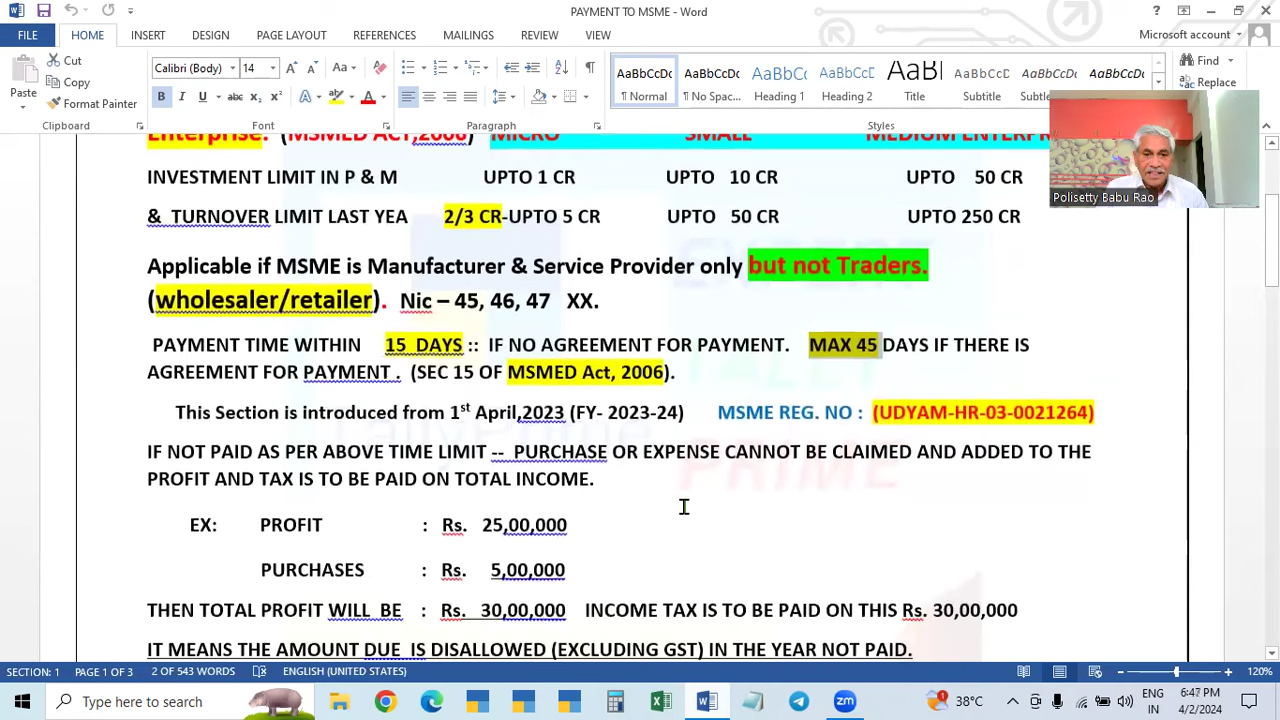 PAYMENT TO MSME - Word
Microsoft account
FILE HOME INSERT DESIGN PAGE LAYOUT REFERENCES MAILINGS REVIEW VIEW
Paste
Cut
Copy
Format Painter
Clipboard
Calibri (Body) 14
Font
Paragraph
AaBbCcDc AaBbCcDc AaBbCc AaBbCcD AaBl AaBbCcD AaBbCcDc AaBbCcDc
¶ Normal ¶ No Spac... Heading 1 Heading 2 Title Subtitle
Styles
Find
Replace
Polisetty Babu Rao
Enterprise. (MSMED ACT,2006) MICRO SMALL MEDIUM ENTERPR
INVESTMENT LIMIT IN P & M UPTO 1 CR UPTO 10 CR UPTO 50 CR
& TURNOVER LIMIT LAST YEA 2/3 CR-UPTO 5 CR UPTO 50 CR UPTO 250 CR
Applicable if MSME is Manufacturer & Service Provider only but not Traders.
(wholesaler/retailer). Nic – 45, 46, 47 XX.
PAYMENT TIME WITHIN 15 DAYS :: IF NO AGREEMENT FOR PAYMENT. MAX 45 DAYS IF THERE IS
AGREEMENT FOR PAYMENT . (SEC 15 OF MSMED Act, 2006).
This Section is introduced from 1st April,2023 (FY- 2023-24) MSME REG. NO : (UDYAM-HR-03-0021264)
IF NOT PAID AS PER ABOVE TIME LIMIT -- PURCHASE OR EXPENSE CANNOT BE CLAIMED AND ADDED TO THE
PROFIT AND TAX IS TO BE PAID ON TOTAL INCOME.
EX: PROFIT : Rs. 25,00,000
PURCHASES : Rs. 5,00,000
THEN TOTAL PROFIT WILL BE : Rs. 30,00,000 INCOME TAX IS TO BE PAID ON THIS Rs. 30,00,000
IT MEANS THE AMOUNT DUE IS DISALLOWED (EXCLUDING GST) IN THE YEAR NOT PAID.
SECTION: 1 PAGE 1 OF 3 2 OF 543 WORDS ENGLISH (UNITED STATES) 120%
Type here to search
38°C
ENG
IN
6:47 PM
4/2/2024